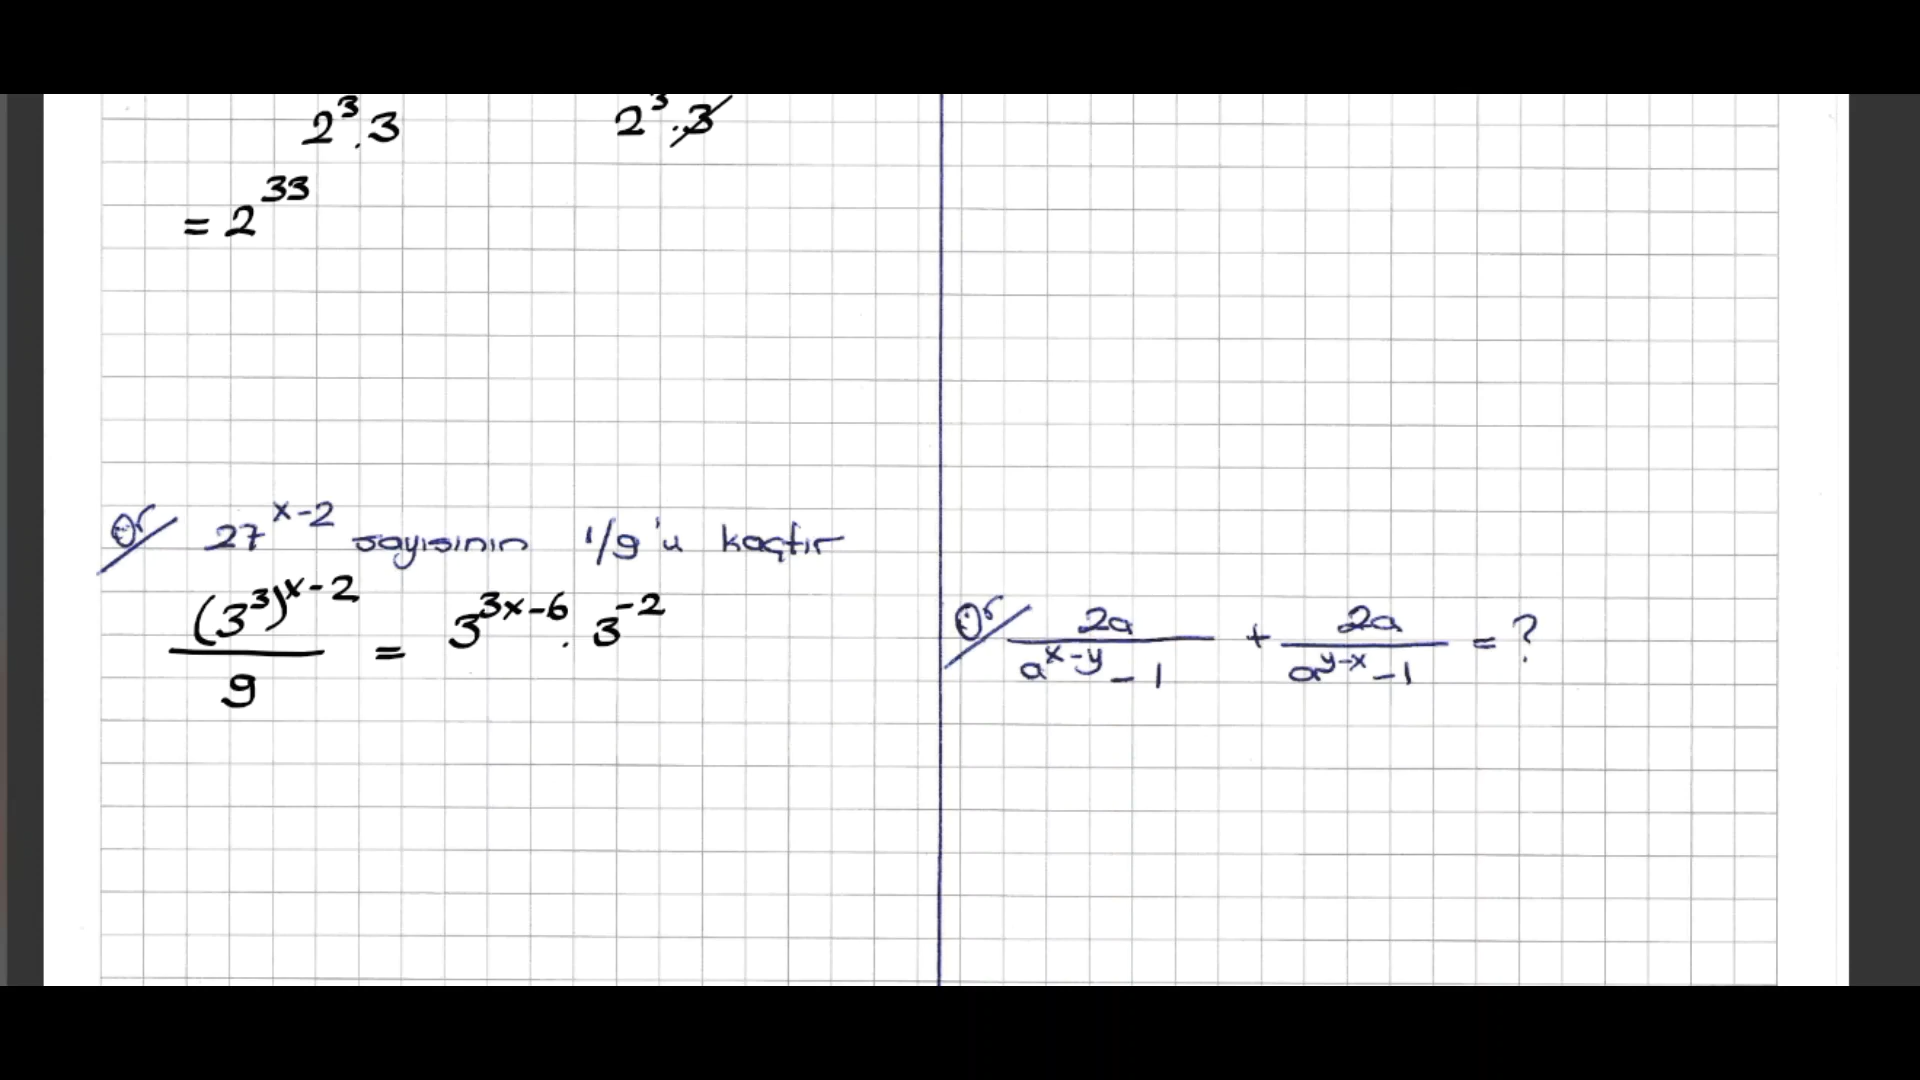 2³.3 2³.3
= 2³³
Ör/ 27^(x-2) sayısının 1/9'u kaçtır
(3³)^(x-2) / 9 = 3^(3x-6) . 3^(-2)
Ör/ 2a / (a^(x-y) - 1) + 2a / (a^(y-x) - 1) = ?